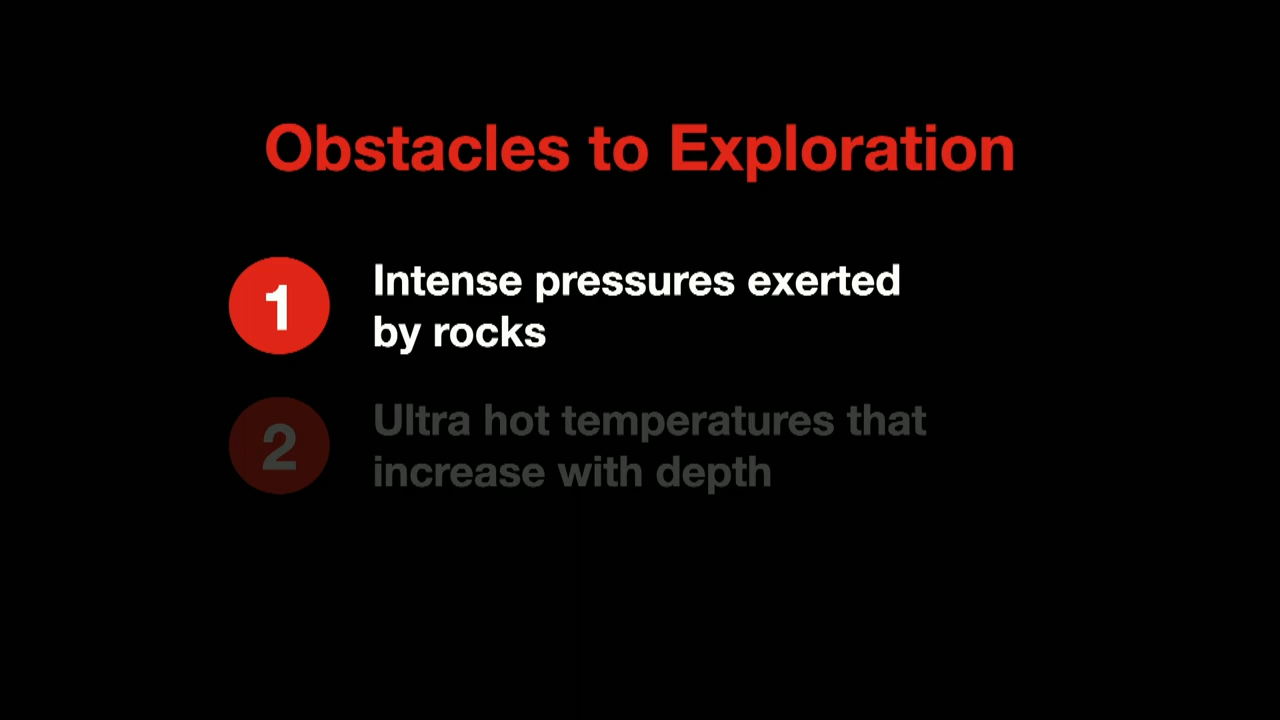 Obstacles to Exploration
1
Intense pressures exerted
by rocks
2
Ultra hot temperatures that
increase with depth